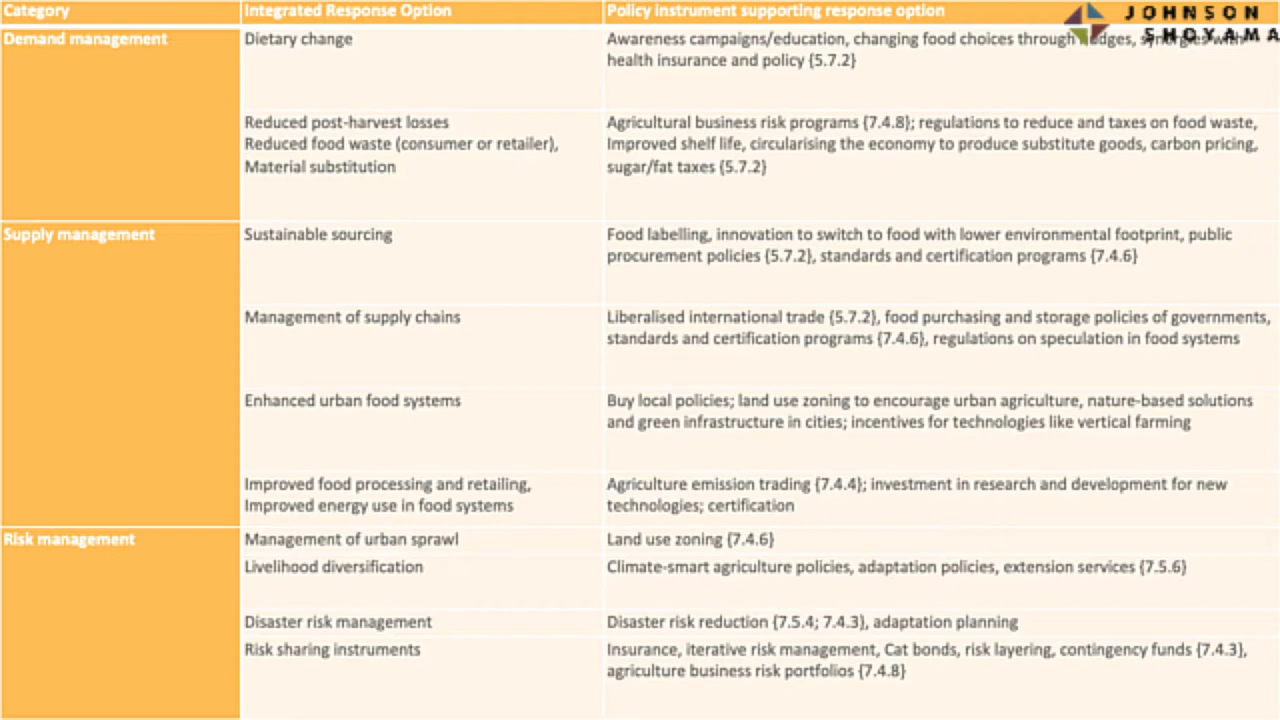 Category Integrated Response Option Policy instrument supporting response option
JOHNSON
SHOYAMA
Demand management Dietary change Awareness campaigns/education, changing food choices through nudges, synergies with
health insurance and policy {5.7.2}
Reduced post-harvest losses Agricultural business risk programs {7.4.8}; regulations to reduce and taxes on food waste,
Reduced food waste (consumer or retailer), Improved shelf life, circularising the economy to produce substitute goods, carbon pricing,
Material substitution sugar/fat taxes {5.7.2}
Supply management Sustainable sourcing Food labelling, innovation to switch to food with lower environmental footprint, public
procurement policies {5.7.2}, standards and certification programs {7.4.6}
Management of supply chains Liberalised international trade {5.7.2}, food purchasing and storage policies of governments,
standards and certification programs {7.4.6}, regulations on speculation in food systems
Enhanced urban food systems Buy local policies; land use zoning to encourage urban agriculture, nature-based solutions
and green infrastructure in cities; incentives for technologies like vertical farming
Improved food processing and retailing, Agriculture emission trading {7.4.4}; investment in research and development for new
Improved energy use in food systems technologies; certification
Risk management Management of urban sprawl Land use zoning {7.4.6}
Livelihood diversification Climate-smart agriculture policies, adaptation policies, extension services {7.5.6}
Disaster risk management Disaster risk reduction {7.5.4; 7.4.3}, adaptation planning
Risk sharing instruments Insurance, iterative risk management, Cat bonds, risk layering, contingency funds {7.4.3},
agriculture business risk portfolios {7.4.8}